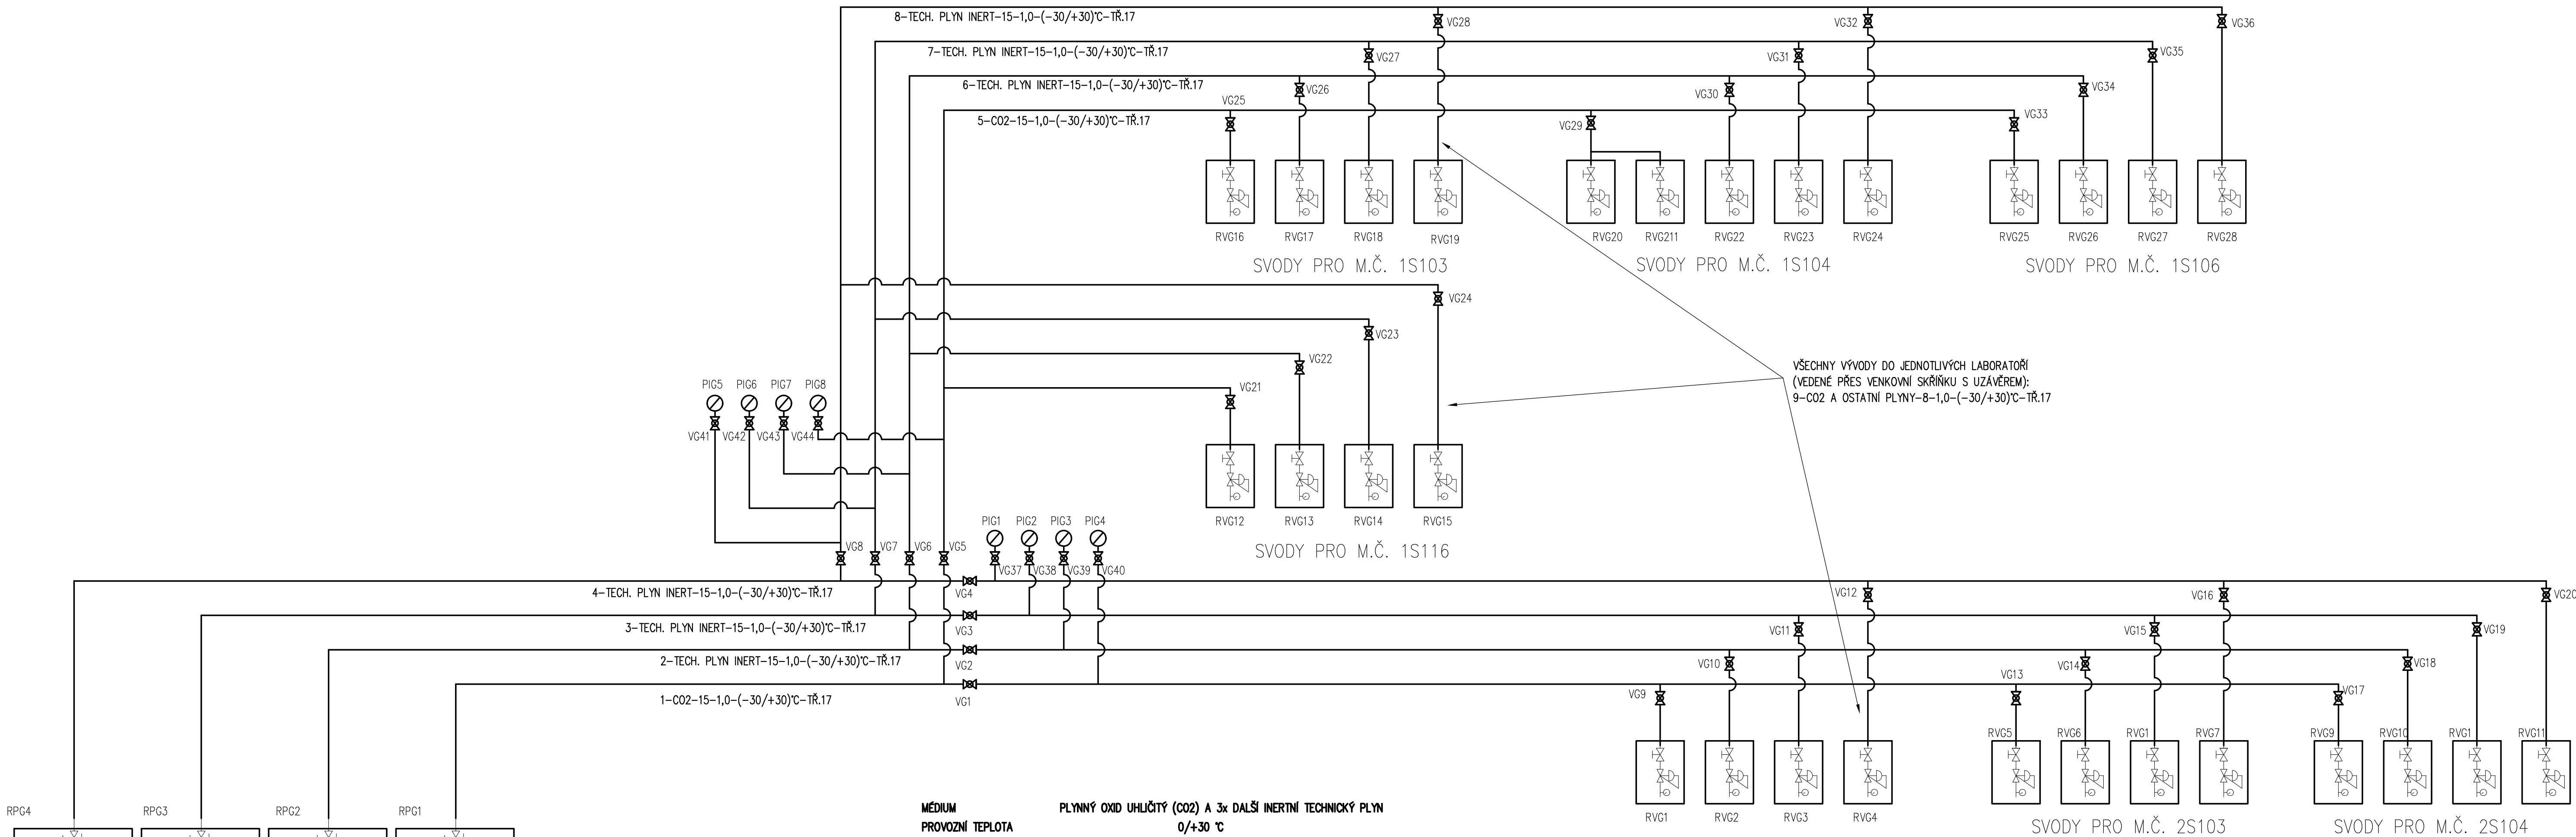 8-TECH. PLYN INERT-15-1,0-(-30/+30)°C-TŘ.17
VG28
VG32
VG36
7-TECH. PLYN INERT-15-1,0-(-30/+30)°C-TŘ.17
VG27
VG31
VG35
6-TECH. PLYN INERT-15-1,0-(-30/+30)°C-TŘ.17
VG26
VG30
VG34
VG25
5-CO2-15-1,0-(-30/+30)°C-TŘ.17
VG29
VG33
RVG16
RVG17
RVG18
RVG19
RVG20
RVG211
RVG22
RVG23
RVG24
RVG25
RVG26
RVG27
RVG28
SVODY PRO M.Č. 1S103
SVODY PRO M.Č. 1S104
SVODY PRO M.Č. 1S106
VG24
VG23
VG22
VG21
VŠECHNY VÝVODY DO JEDNOTLIVÝCH LABORATOŘÍ
(VEDENÉ PŘES VENKOVNÍ SKŘÍŇKU S UZÁVĚREM):
9-CO2 A OSTATNÍ PLYNY-8-1,0-(-30/+30)°C-TŘ.17
PIG5
PIG6
PIG7
PIG8
VG41
VG42
VG43
VG44
RVG12
RVG13
RVG14
RVG15
SVODY PRO M.Č. 1S116
PIG1
PIG2
PIG3
PIG4
VG8
VG7
VG6
VG5
VG37
VG38
VG39
VG40
4-TECH. PLYN INERT-15-1,0-(-30/+30)°C-TŘ.17
VG4
VG12
VG16
VG20
3-TECH. PLYN INERT-15-1,0-(-30/+30)°C-TŘ.17
VG3
VG11
VG15
VG19
2-TECH. PLYN INERT-15-1,0-(-30/+30)°C-TŘ.17
VG2
VG10
VG14
VG18
1-CO2-15-1,0-(-30/+30)°C-TŘ.17
VG1
VG9
VG13
VG17
RVG5
RVG6
RVG1
RVG7
RVG9
RVG10
RVG1
RVG11
RPG4
RPG3
RPG2
RPG1
RVG1
RVG2
RVG3
RVG4
SVODY PRO M.Č. 2S103
SVODY PRO M.Č. 2S104
MÉDIUM PLYNNÝ OXID UHLIČITÝ (CO2) A 3x DALŠÍ INERTNÍ TECHNICKÝ PLYN
PROVOZNÍ TEPLOTA 0/+30 °C